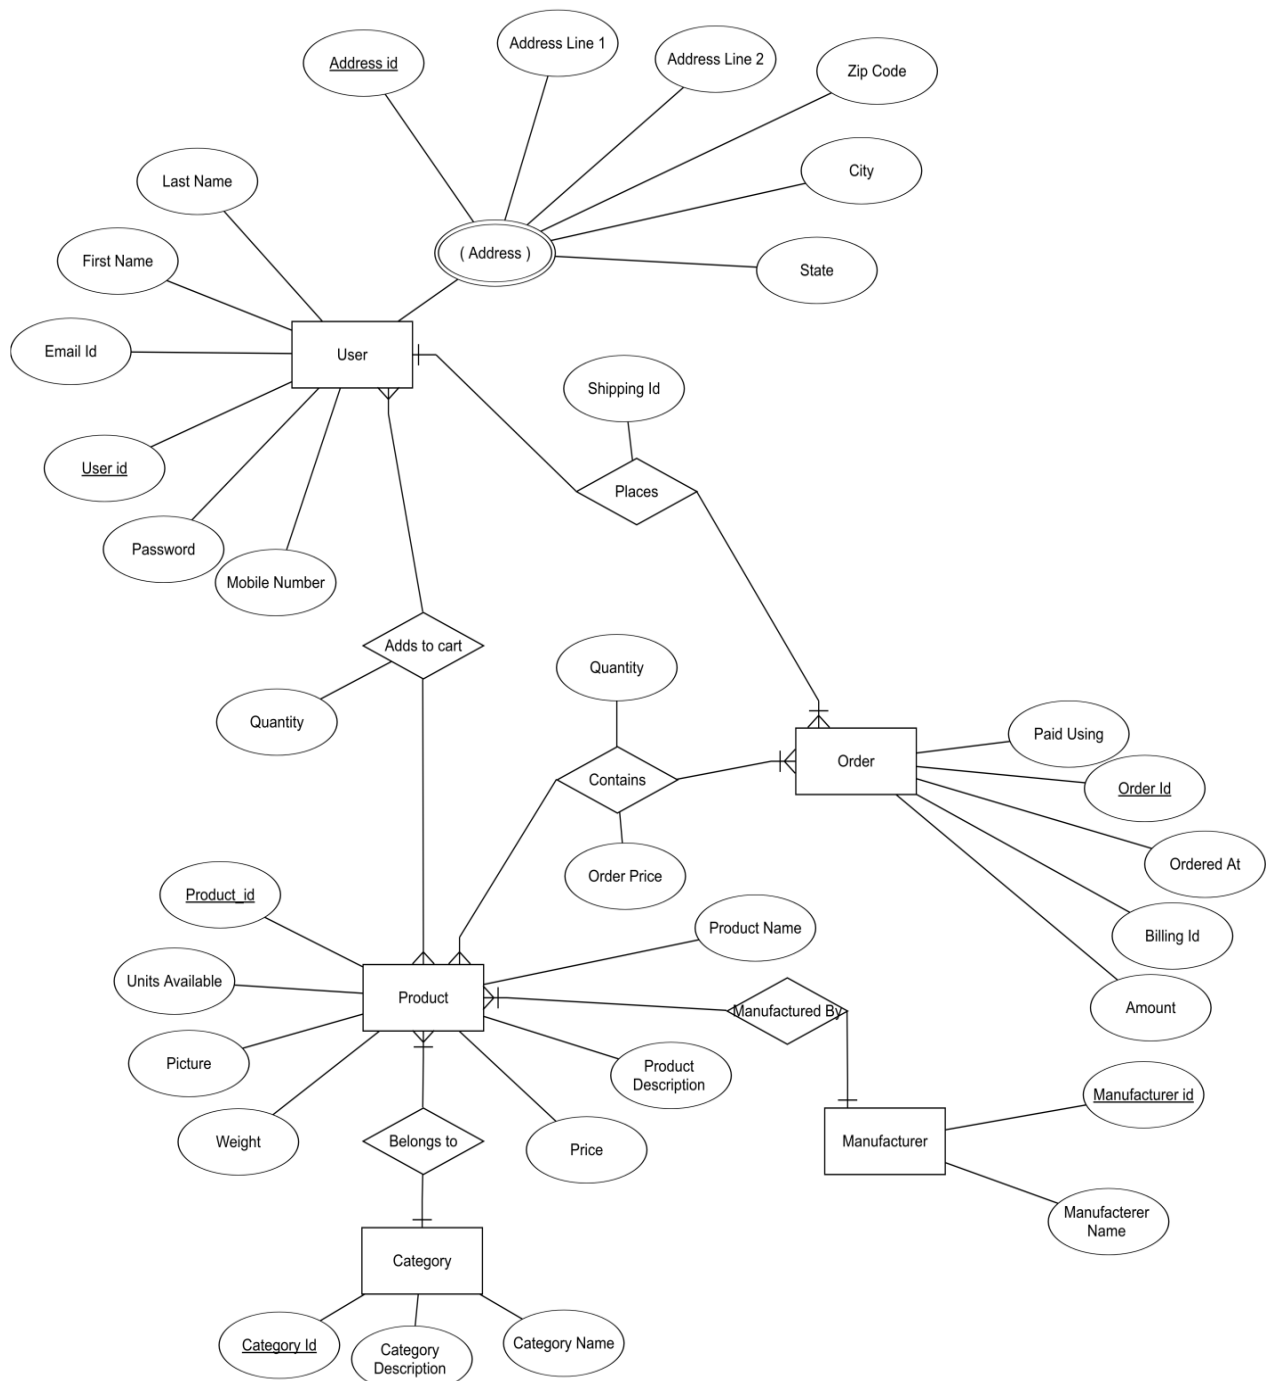 Address id
Address Line 1
Address Line 2
Zip Code
City
State
( Address )
Last Name
First Name
Email Id
User
User id
Password
Mobile Number
Shipping Id
Places
Adds to cart
Quantity
Quantity
Contains
Order Price
Order
Paid Using
Order Id
Ordered At
Billing Id
Amount
Product_id
Units Available
Picture
Weight
Product
Product Name
Manufactured By
Product
Description
Price
Belongs to
Manufacturer
Manufacturer id
Manufacterer
Name
Category
Category Id
Category
Description
Category Name